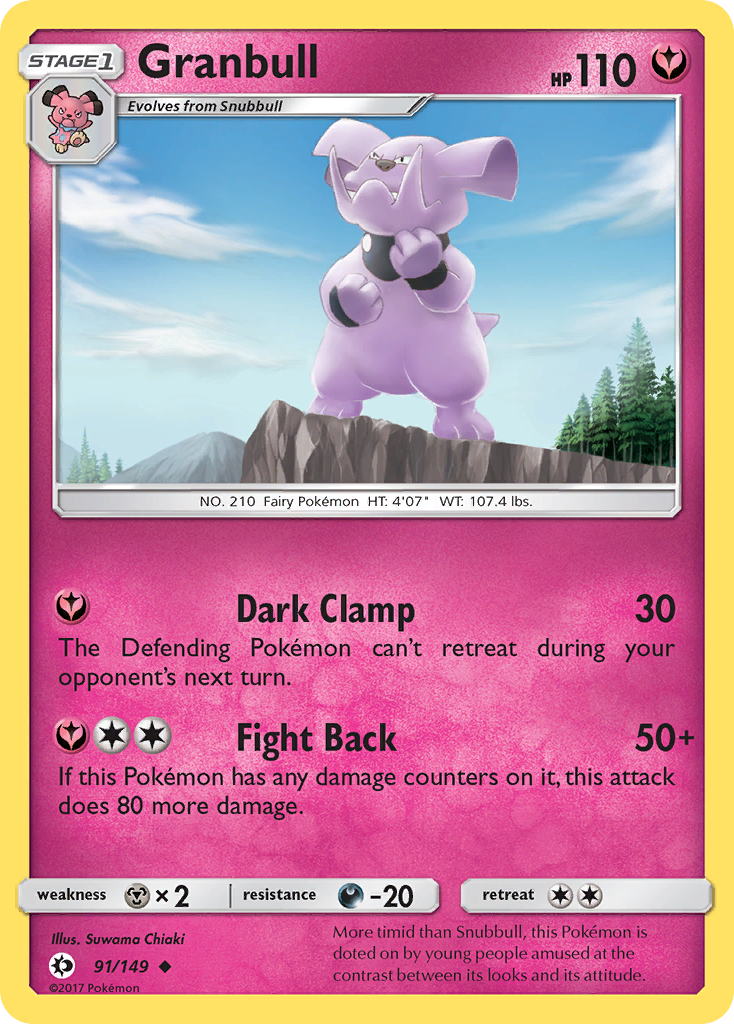 STAGE1
Granbull
HP110
Evolves from Snubbull
NO. 210 Fairy Pokémon HT: 4'07" WT: 107.4 lbs.
Dark Clamp 30
The Defending Pokémon can't retreat during your
opponent's next turn.
Fight Back 50+
If this Pokémon has any damage counters on it, this attack
does 80 more damage.
weakness ×2 resistance -20 retreat
Illus. Suwama Chiaki
91/149
©2017 Pokémon
More timid than Snubbull, this Pokémon is
doted on by young people amused at the
contrast between its looks and its attitude.